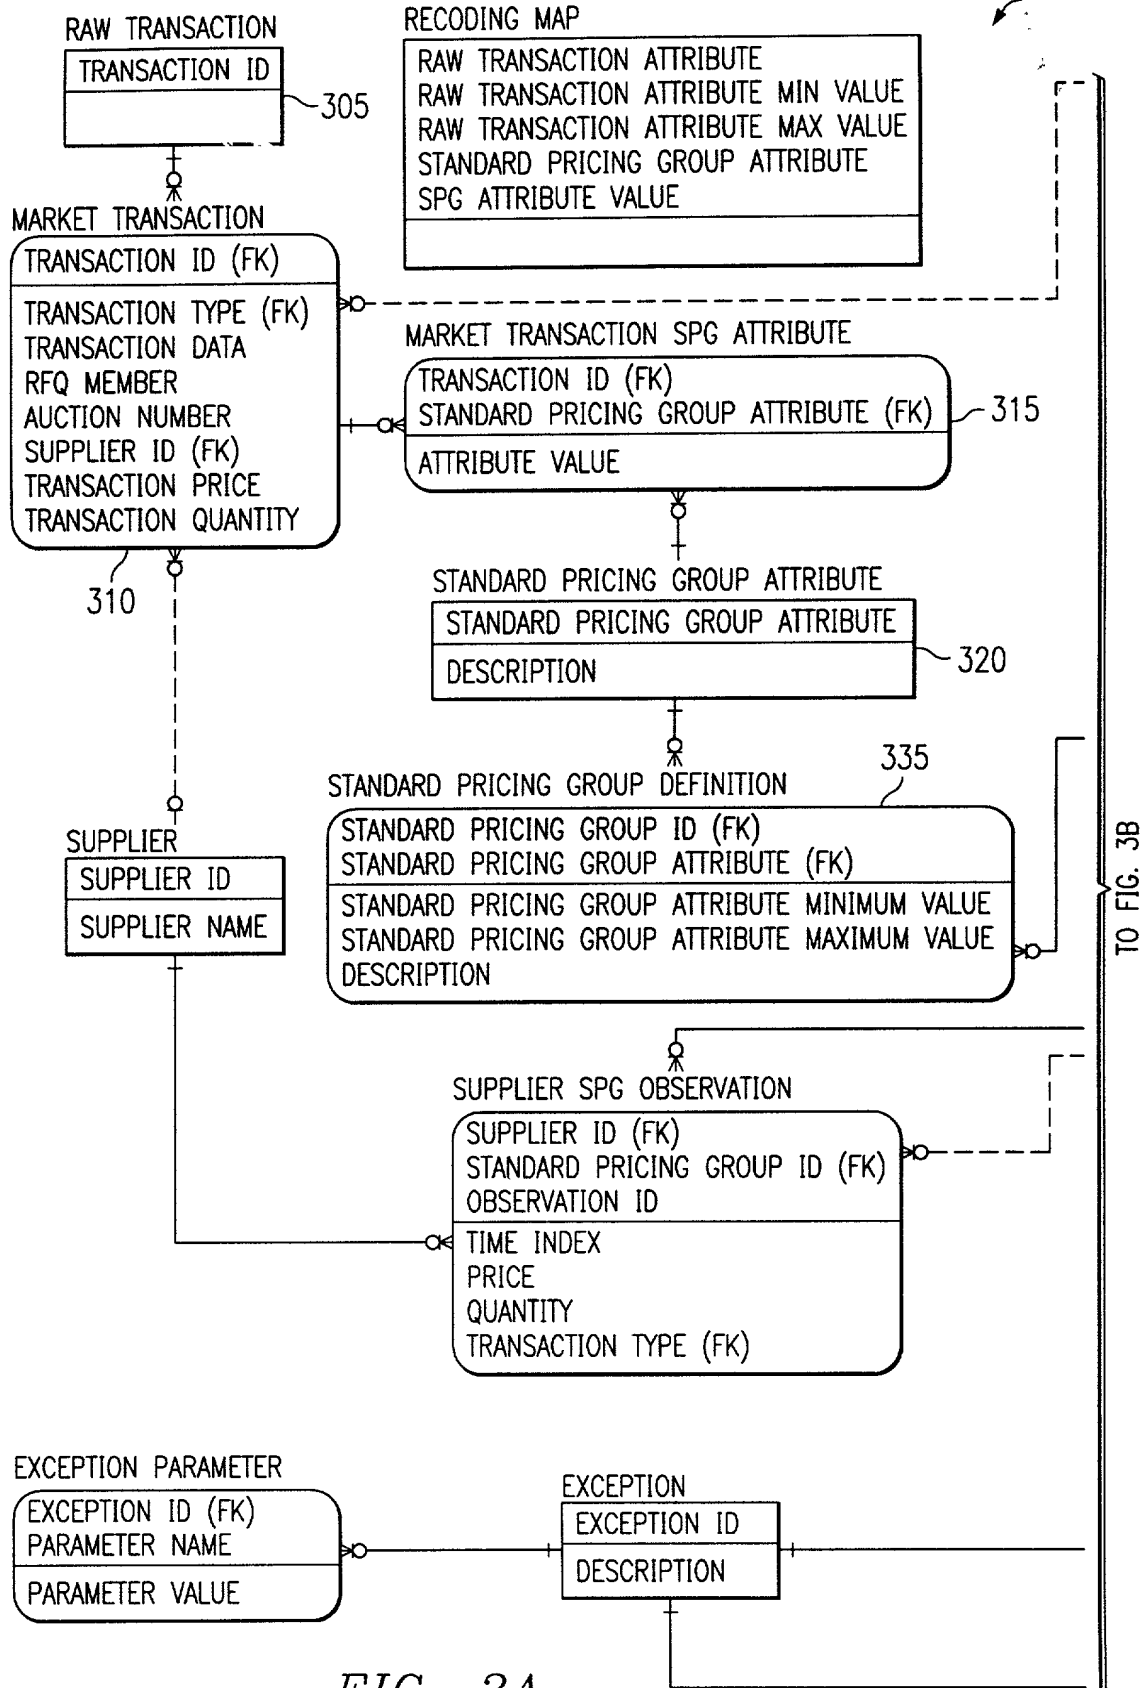 RAW TRANSACTION
TRANSACTION ID
305
RECODING MAP
RAW TRANSACTION ATTRIBUTE
RAW TRANSACTION ATTRIBUTE MIN VALUE
RAW TRANSACTION ATTRIBUTE MAX VALUE
STANDARD PRICING GROUP ATTRIBUTE
SPG ATTRIBUTE VALUE
MARKET TRANSACTION
TRANSACTION ID (FK)
TRANSACTION TYPE (FK)
TRANSACTION DATA
RFQ MEMBER
AUCTION NUMBER
SUPPLIER ID (FK)
TRANSACTION PRICE
TRANSACTION QUANTITY
310
MARKET TRANSACTION SPG ATTRIBUTE
TRANSACTION ID (FK)
STANDARD PRICING GROUP ATTRIBUTE (FK)
ATTRIBUTE VALUE
315
STANDARD PRICING GROUP ATTRIBUTE
STANDARD PRICING GROUP ATTRIBUTE
DESCRIPTION
320
335
STANDARD PRICING GROUP DEFINITION
STANDARD PRICING GROUP ID (FK)
STANDARD PRICING GROUP ATTRIBUTE (FK)
STANDARD PRICING GROUP ATTRIBUTE MINIMUM VALUE
STANDARD PRICING GROUP ATTRIBUTE MAXIMUM VALUE
DESCRIPTION
SUPPLIER
SUPPLIER ID
SUPPLIER NAME
TO FIG. 3B
SUPPLIER SPG OBSERVATION
SUPPLIER ID (FK)
STANDARD PRICING GROUP ID (FK)
OBSERVATION ID
TIME INDEX
PRICE
QUANTITY
TRANSACTION TYPE (FK)
EXCEPTION PARAMETER
EXCEPTION ID (FK)
PARAMETER NAME
PARAMETER VALUE
EXCEPTION
EXCEPTION ID
DESCRIPTION